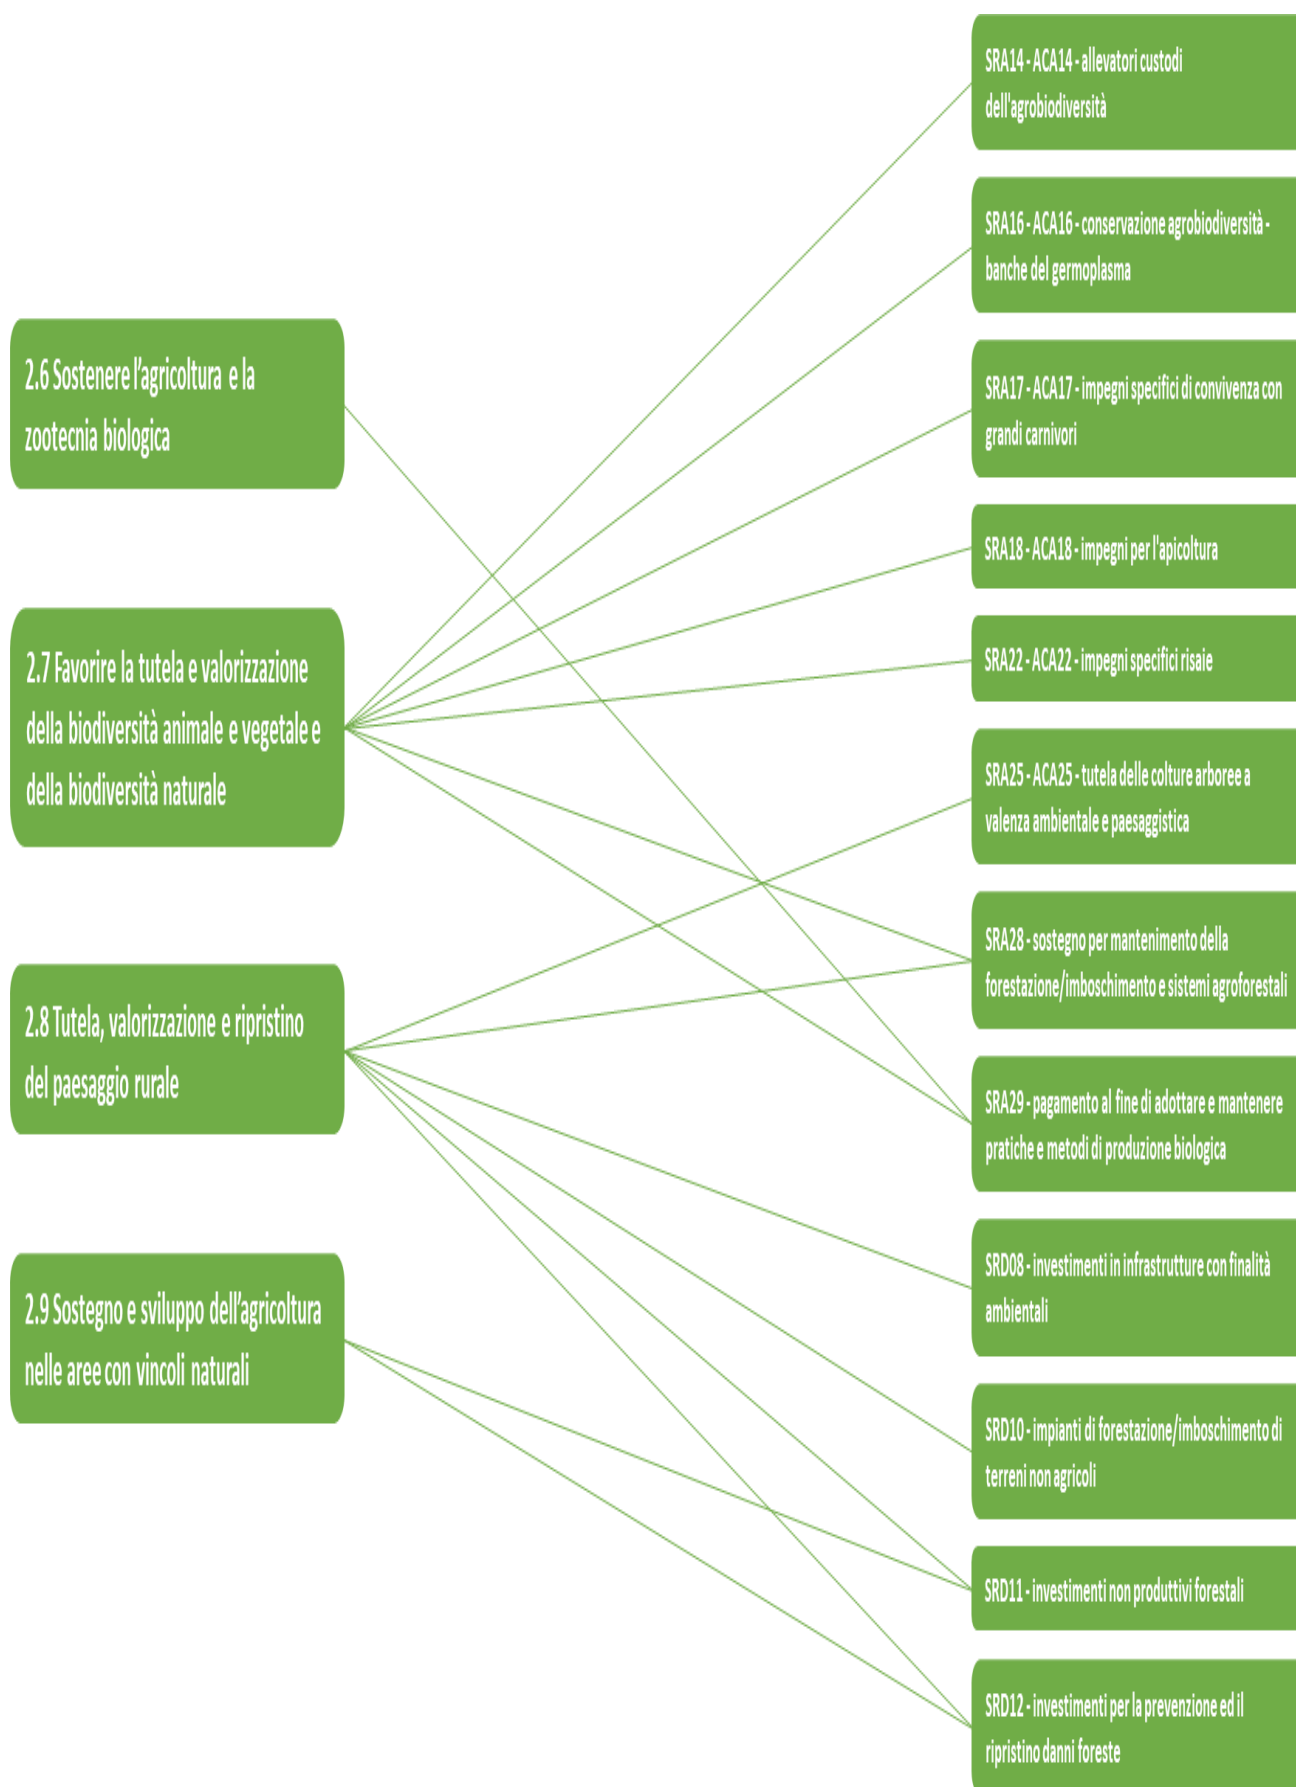 2.6 Sostenere l’agricoltura e la
zootecnia biologica
2.7 Favorire la tutela e valorizzazione
della biodiversità animale e vegetale e
della biodiversità naturale
2.8 Tutela, valorizzazione e ripristino
del paesaggio rurale
2.9 Sostegno e sviluppo dell’agricoltura
nelle aree con vincoli naturali
SRA14 - ACA14 - allevatori custodi
dell'agrobiodiversità
SRA16 - ACA16 - conservazione agrobiodiversità -
banche del germoplasma
SRA17 - ACA17 - impegni specifici di convivenza con
grandi carnivori
SRA18 - ACA18 - impegni per l'apicoltura
SRA22 - ACA22 - impegni specifici risaie
SRA25 - ACA25 - tutela delle colture arboree a
valenza ambientale e paesaggistica
SRA28 - sostegno per mantenimento della
forestazione/imboschimento e sistemi agroforestali
SRA29 - pagamento al fine di adottare e mantenere
pratiche e metodi di produzione biologica
SRD08 - investimenti in infrastrutture con finalità
ambientali
SRD10 - impianti di forestazione/imboschimento di
terreni non agricoli
SRD11 - investimenti non produttivi forestali
SRD12 - investimenti per la prevenzione ed il
ripristino danni foreste